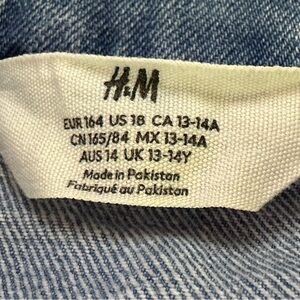 H&M
EUR 164 US 18 CA 13-14A
CN 165/84 MX 13-14A
AUS 14 UK 13-14Y
Made in Pakistan
Fabriqué au Pakistan